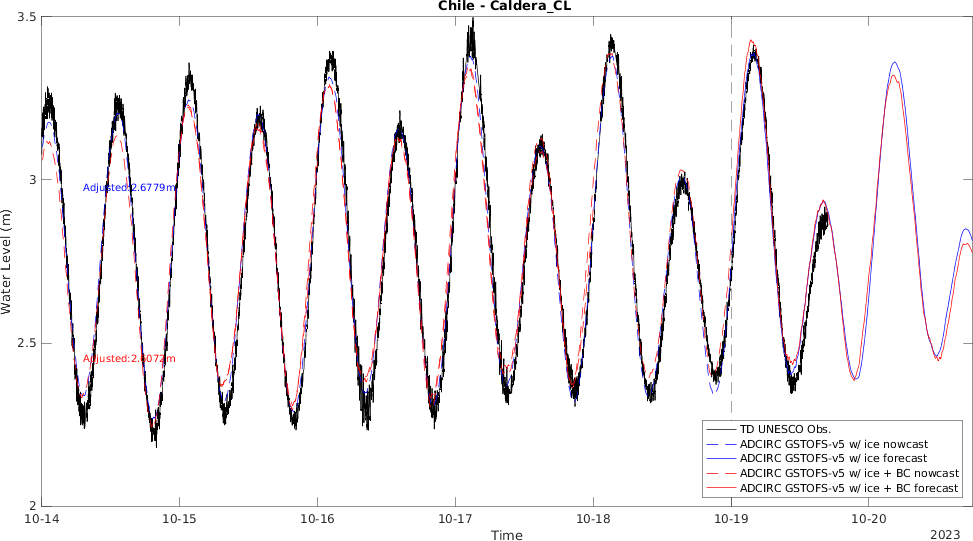 Chile - Caldera_CL
3.5
3
2.5
2
Water Level (m)
Adjusted:2.6779m
Adjusted:2.6072m
TD UNESCO Obs.
ADCIRC GSTOFS-v5 w/ ice nowcast
ADCIRC GSTOFS-v5 w/ ice forecast
ADCIRC GSTOFS-v5 w/ ice + BC nowcast
ADCIRC GSTOFS-v5 w/ ice + BC forecast
10-14 10-15 10-16 10-17 10-18 10-19 10-20
Time
2023